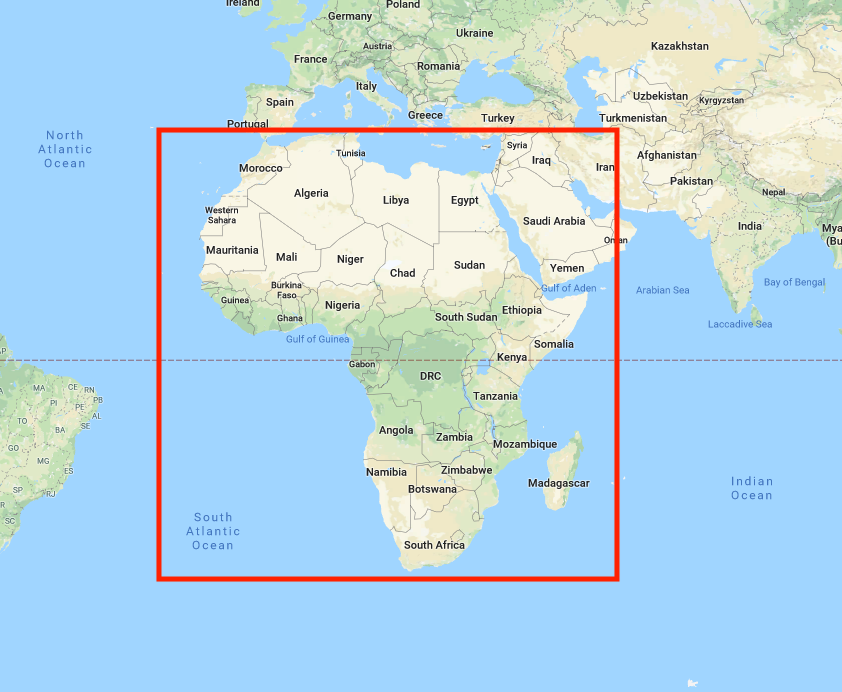 Ireland
Poland
Germany
Ukraine
Austria
Kazakhstan
France
Romania
Italy
Uzbekistan
Kyrgyzstan
Spain
Greece
Turkey
Turkmenistan
Portugal
North
Atlantic
Ocean
Tunisia
Syria
Iraq
Iran
Afghanistan
Morocco
Pakistan
Algeria
Libya
Egypt
Nepal
Western
Sahara
Saudi Arabia
India
Mya
(Bu
Oman
Mauritania
Mali
Niger
Chad
Sudan
Yemen
Burkina
Faso
Gulf of Aden
Arabian Sea
Bay of Bengal
Guinea
Nigeria
Ghana
South Sudan
Ethiopia
Laccadive Sea
Gulf of Guinea
Somalia
AP
Gabon
Kenya
DRC
MA
CE
RN
PI
PB
PE
AL
Tanzania
TO
BA
SE
Angola
Zambia
Mozambique
GO
MG
ES
Namibia
Zimbabwe
Botswana
Madagascar
Indian
Ocean
SP
RJ
SC
South
Atlantic
Ocean
South Africa